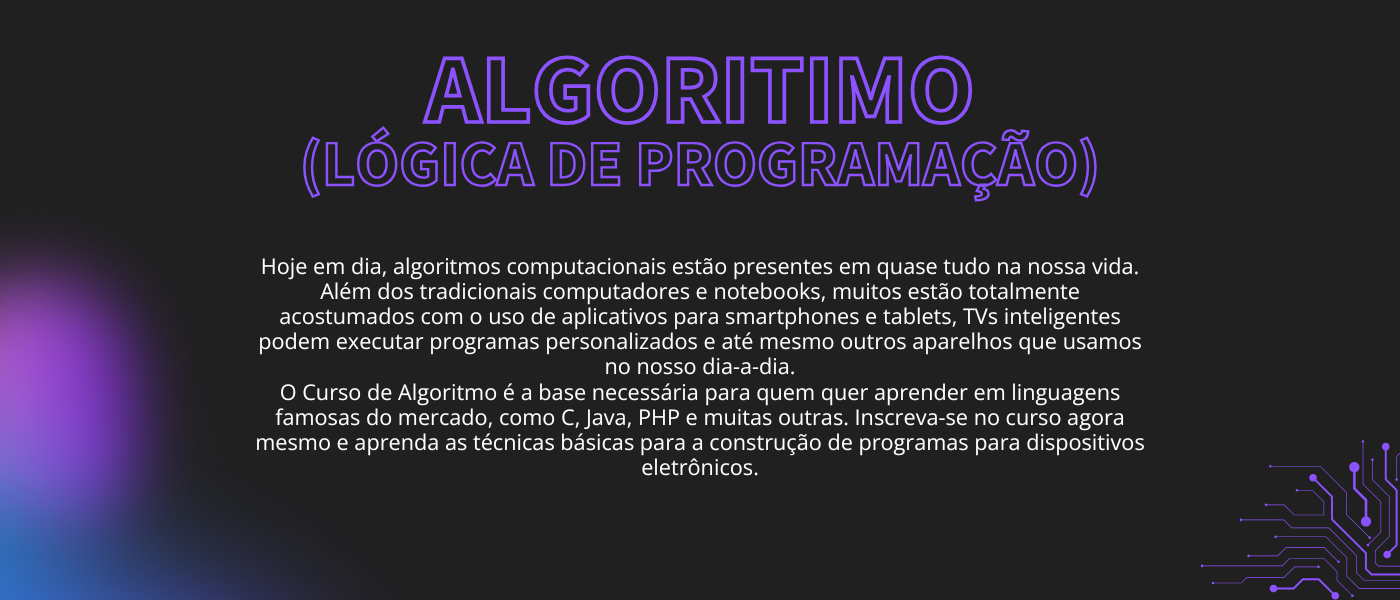 ALGORITIMO
(LÓGICA DE PROGRAMAÇÃO)
Hoje em dia, algoritmos computacionais estão presentes em quase tudo na nossa vida.
Além dos tradicionais computadores e notebooks, muitos estão totalmente
acostumados com o uso de aplicativos para smartphones e tablets, TVs inteligentes
podem executar programas personalizados e até mesmo outros aparelhos que usamos
no nosso dia-a-dia.
O Curso de Algoritmo é a base necessária para quem quer aprender em linguagens
famosas do mercado, como C, Java, PHP e muitas outras. Inscreva-se no curso agora
mesmo e aprenda as técnicas básicas para a construção de programas para dispositivos
eletrônicos.